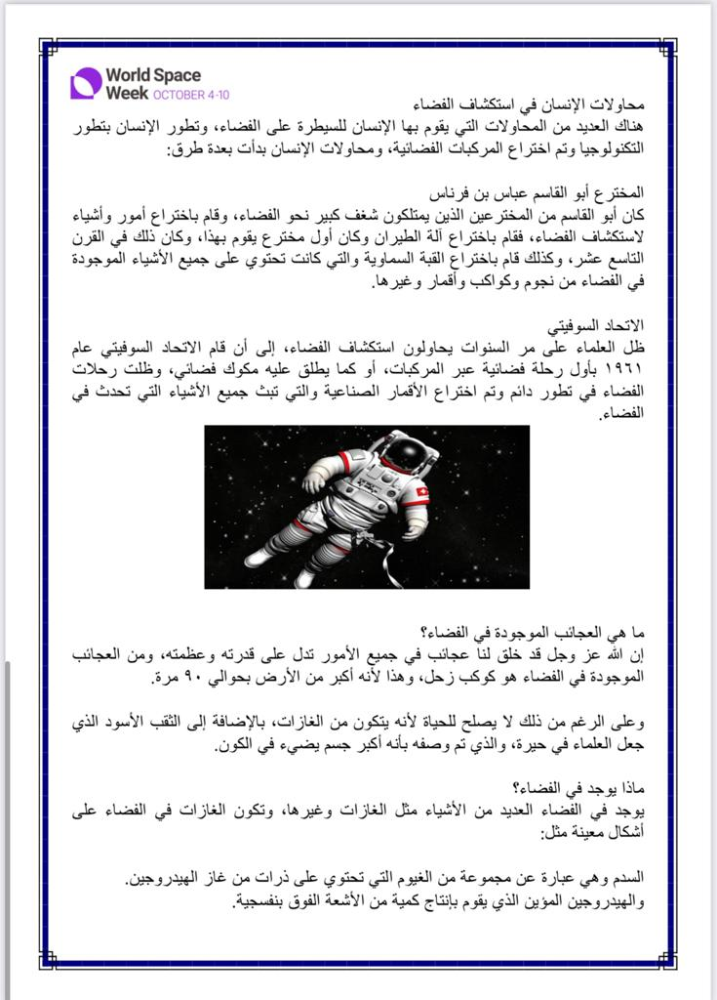 World Space
Week OCTOBER 4-10
محاولات الإنسان في استكشاف الفضاء
هناك العديد من المحاولات التي يقوم بها الإنسان للسيطرة على الفضاء، وتطور الإنسان بتطور
التكنولوجيا وتم اختراع المركبات الفضائية، ومحاولات الإنسان بدأت بعدة طرق:
المخترع أبو القاسم عباس بن فرناس
كان أبو القاسم من المخترعين الذين يمتلكون شغف كبير نحو الفضاء، وقام باختراع أمور وأشياء
لاستكشاف الفضاء، فقام باختراع آلة الطيران وكان أول مخترع يقوم بهذا، وكان ذلك في القرن
التاسع عشر، وكذلك قام باختراع القبة السماوية والتي كانت تحتوي على جميع الأشياء الموجودة
في الفضاء من نجوم وكواكب وأقمار وغيرها.
الاتحاد السوفيتي
ظل العلماء على مر السنوات يحاولون استكشاف الفضاء، إلى أن قام الاتحاد السوفيتي عام
١٩٦١ بأول رحلة فضائية عبر المركبات، أو كما يطلق عليه مكوك فضائي، وظلت رحلات
الفضاء في تطور دائم وتم اختراع الأقمار الصناعية والتي تبث جميع الأشياء التي تحدث في
الفضاء.
ما هي العجائب الموجودة في الفضاء؟
إن الله عز وجل قد خلق لنا عجائب في جميع الأمور تدل على قدرته وعظمته، ومن العجائب
الموجودة في الفضاء هو كوكب زحل، وهذا لأنه أكبر من الأرض بحوالي ٩٠ مرة.
وعلى الرغم من ذلك لا يصلح للحياة لأنه يتكون من الغازات، بالإضافة إلى الثقب الأسود الذي
جعل العلماء في حيرة، والذي تم وصفه بأنه أكبر جسم يضيء في الكون.
ماذا يوجد في الفضاء؟
يوجد في الفضاء العديد من الأشياء مثل الغازات وغيرها، وتكون الغازات في الفضاء على
أشكال معينة مثل:
السدم وهي عبارة عن مجموعة من الغيوم التي تحتوي على ذرات من غاز الهيدروجين.
والهيدروجين المؤين الذي يقوم بإنتاج كمية من الأشعة الفوق بنفسجية.